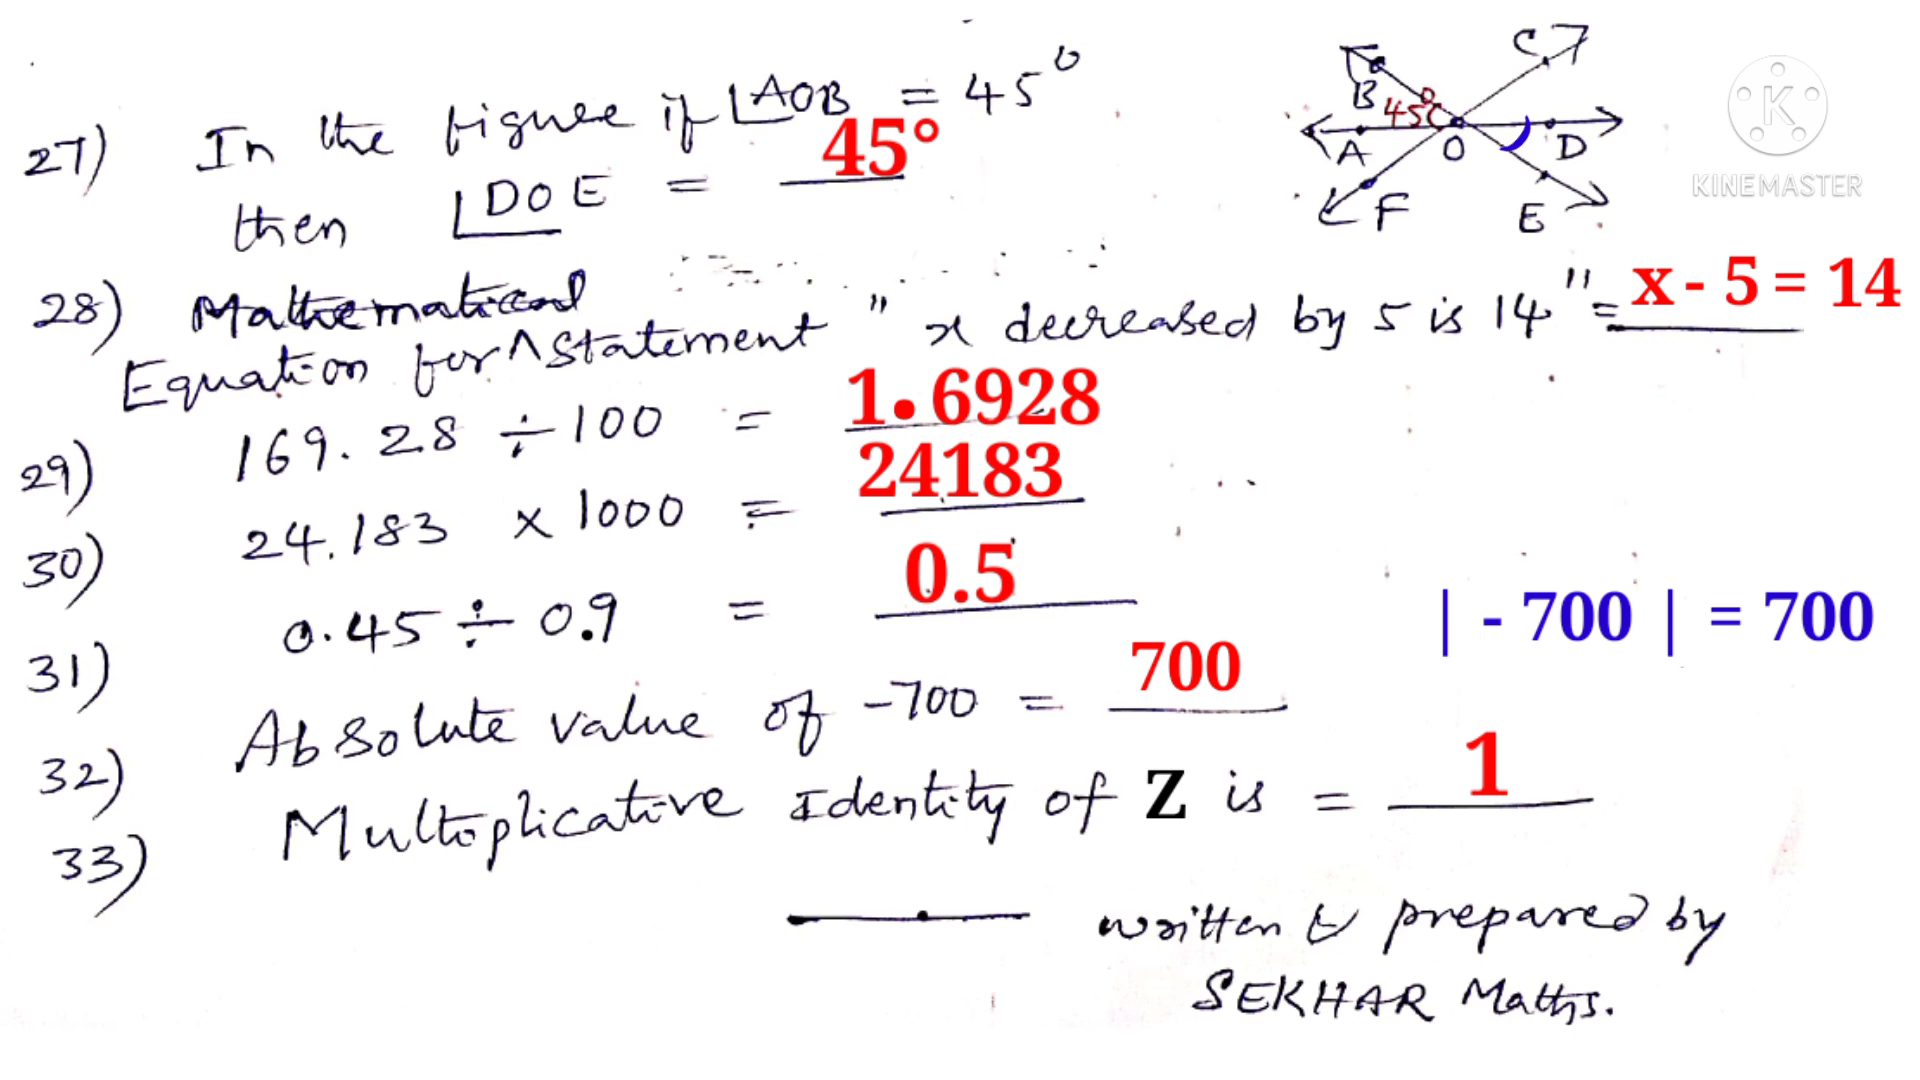 27) In the figure if ∠AOB = 45°
then ∠DOE = 45°
B 45° C
A O D
F E
K
KINEMASTER
28) Mathematical
Equation for ^ Statement " x decreased by 5 is 14 " = x - 5 = 14
29) 169.28 ÷ 100 = 1.6928
30) 24.183 x 1000 = 24183
31) 0.45 ÷ 0.9 = 0.5
| - 700 | = 700
32) Absolute value of -700 = 700
33) Multiplicative Identity of Z is = 1
written & prepared by
SEKHAR Maths.